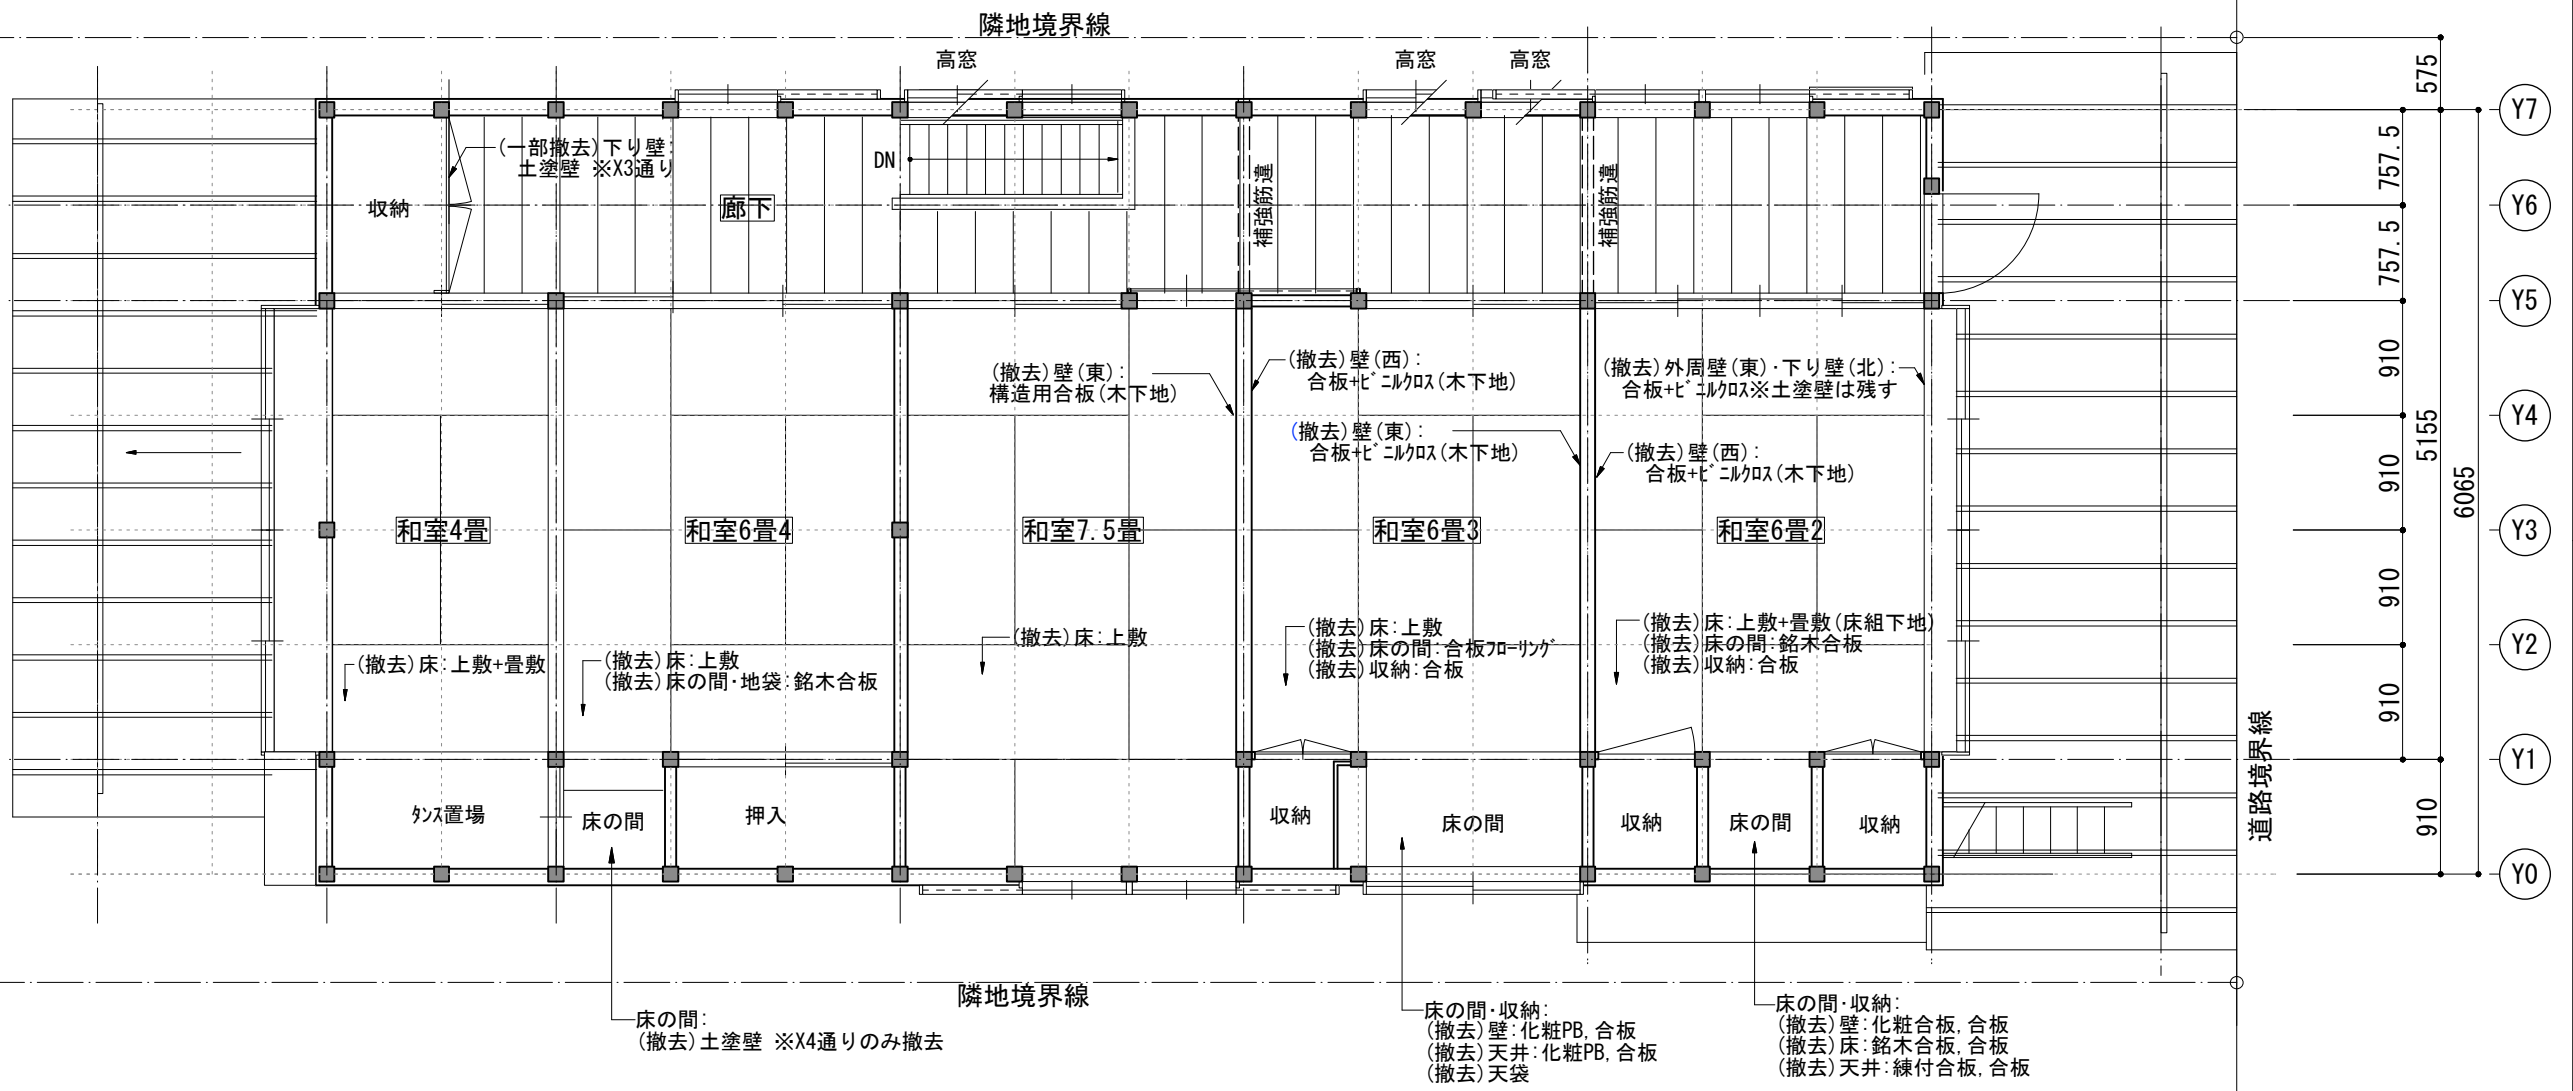 隣地境界線
高窓
高窓
高窓
575
Y7
(一部撤去)下り壁:
土塗壁 ※X3通り
DN
757.5
収納
廊下
補強筋違
補強筋違
Y6
757.5
Y5
(撤去)壁(東):
構造用合板(木下地)
(撤去)壁(西):
合板+ビニルクロス(木下地)
(撤去)外周壁(東)・下り壁(北):
合板+ビニルクロス※土塗壁は残す
910
Y4
(撤去)壁(東):
合板+ビニルクロス(木下地)
(撤去)壁(西):
合板+ビニルクロス(木下地)
5155
910
6065
和室4畳
和室6畳4
和室7.5畳
和室6畳3
和室6畳2
Y3
910
(撤去)床:上敷+畳敷
(撤去)床:上敷
(撤去)床の間・地袋:銘木合板
(撤去)床:上敷
(撤去)床:上敷
(撤去)床の間:合板フローリング
(撤去)収納:合板
(撤去)床:上敷+畳敷(床組下地)
(撤去)床の間:銘木合板
(撤去)収納:合板
Y2
910
Y1
道路境界線
タンス置場
床の間
押入
収納
床の間
収納
床の間
収納
910
Y0
隣地境界線
床の間:
(撤去)土塗壁 ※X4通りのみ撤去
床の間・収納:
(撤去)壁:化粧PB,合板
(撤去)天井:化粧PB,合板
(撤去)天袋
床の間・収納:
(撤去)壁:化粧合板,合板
(撤去)床:銘木合板,合板
(撤去)天井:練付合板,合板